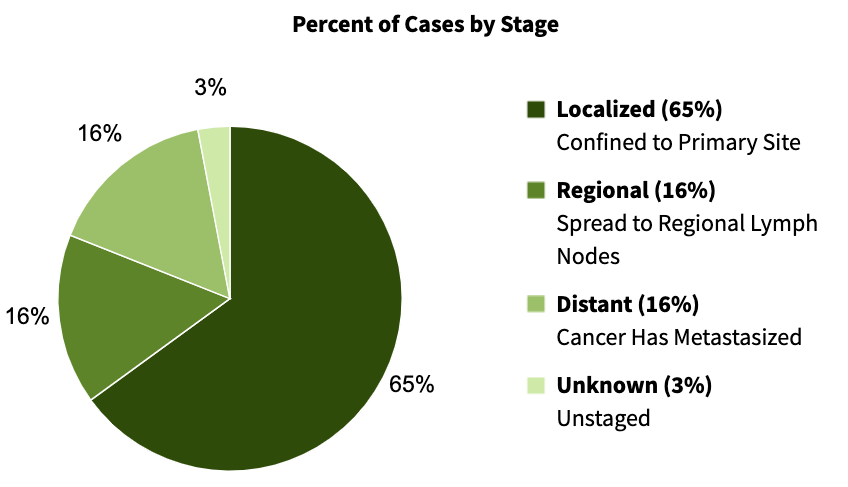 Percent of Cases by Stage
3%
16%
16%
65%
Localized (65%)
Confined to Primary Site
Regional (16%)
Spread to Regional Lymph
Nodes
Distant (16%)
Cancer Has Metastasized
Unknown (3%)
Unstaged